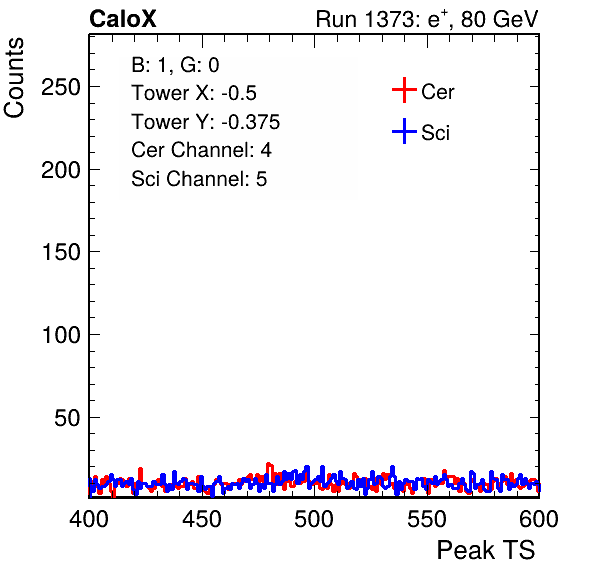 CaloX Run 1373: e⁺, 80 GeV
B: 1, G: 0
Tower X: -0.5
Tower Y: -0.375
Cer Channel: 4
Sci Channel: 5
Cer
Sci
Counts
250
200
150
100
50
400 450 500 550 600
Peak TS